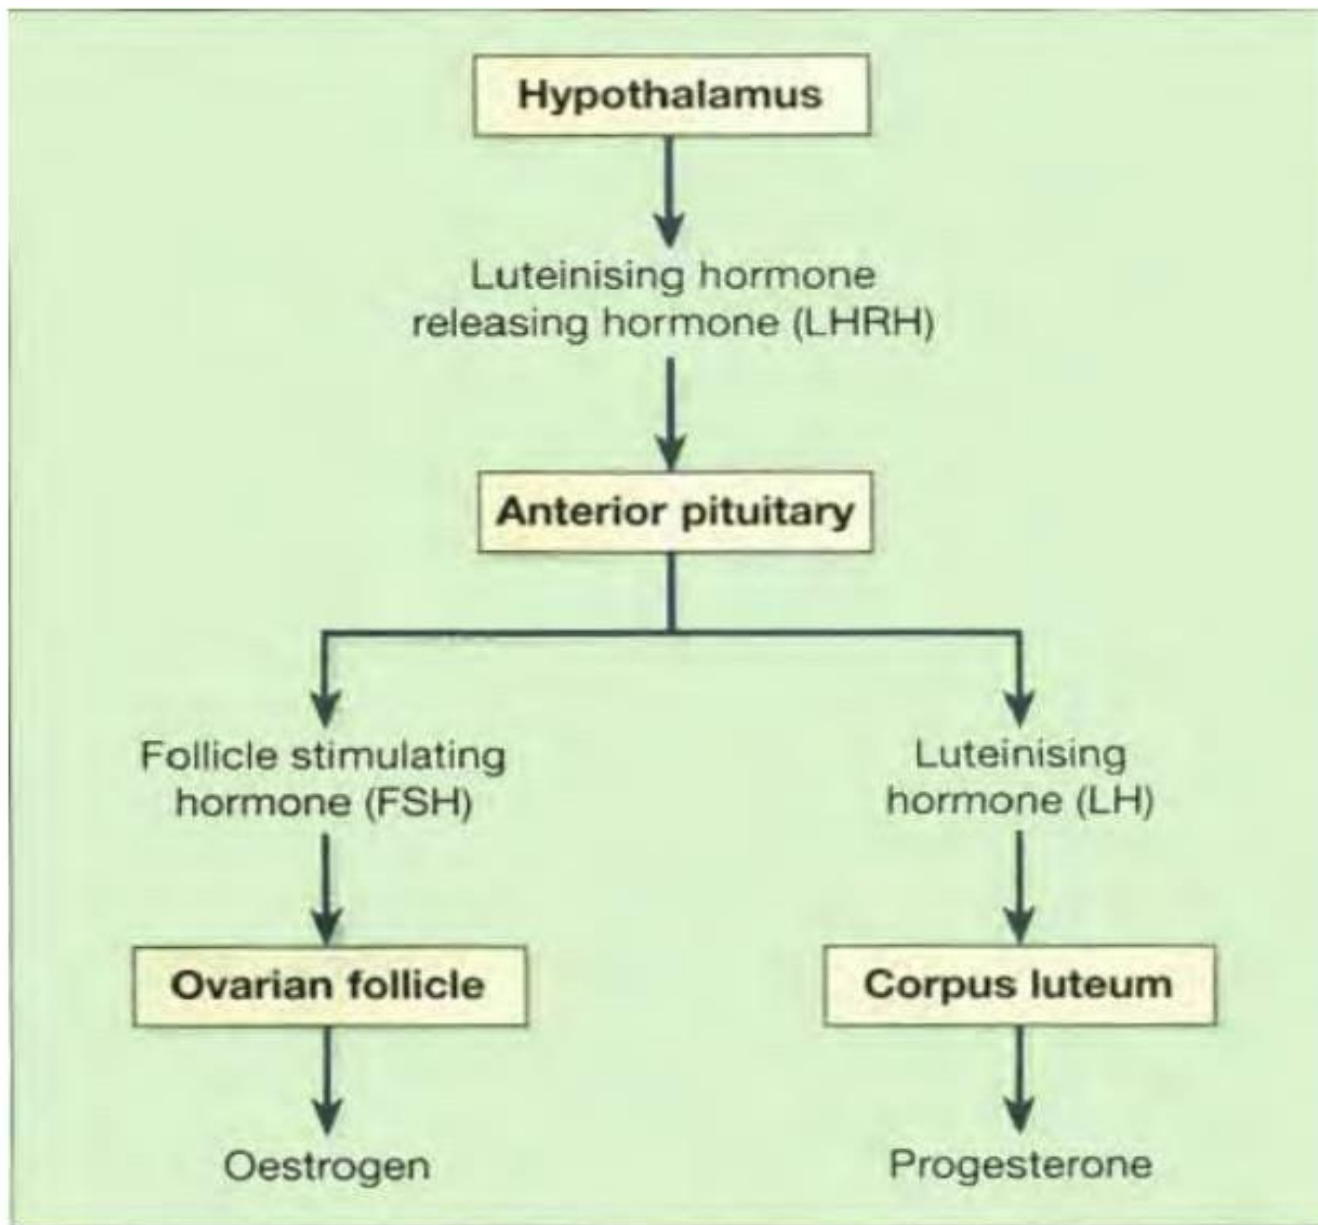 Hypothalamus
Luteinising hormone
releasing hormone (LHRH)
Anterior pituitary
Follicle stimulating
hormone (FSH)
Luteinising
hormone (LH)
Ovarian follicle
Corpus luteum
Oestrogen
Progesterone